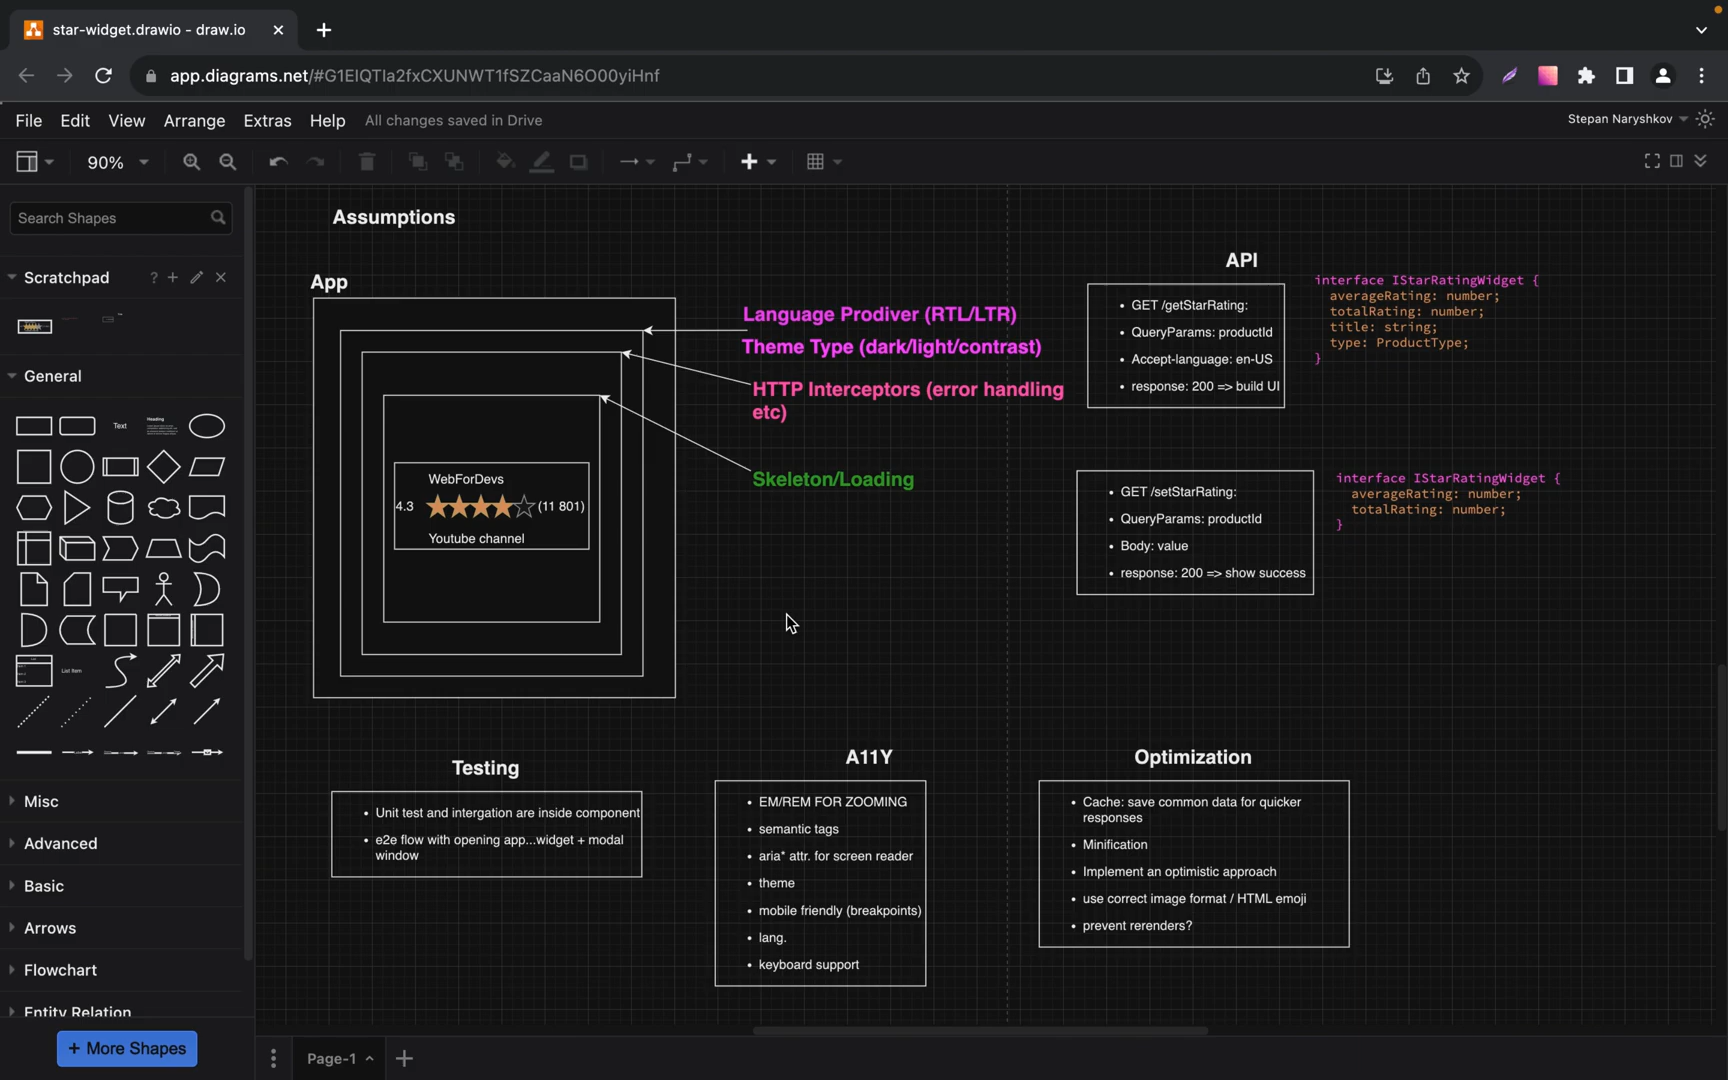 star-widget.drawio - draw.io
app.diagrams.net/#G1EIQTIa2fxCXUNWT1fSZCaaN6O00yiHnf
File Edit View Arrange Extras Help All changes saved in Drive
Stepan Naryshkov
90%
Search Shapes
Scratchpad
?
General
Text
Heading
List Item
Misc
Advanced
Basic
Arrows
Flowchart
Entity Relation
+ More Shapes
Assumptions
App
Language Prodiver (RTL/LTR)
Theme Type (dark/light/contrast)
HTTP Interceptors (error handling
etc)
Skeleton/Loading
WebForDevs
4.3
(11 801)
Youtube channel
API
• GET /getStarRating:
• QueryParams: productId
• Accept-language: en-US
• response: 200 => build UI
interface IStarRatingWidget {
averageRating: number;
totalRating: number;
title: string;
type: ProductType;
}
• GET /setStarRating:
• QueryParams: productId
• Body: value
• response: 200 => show success
interface IStarRatingWidget {
averageRating: number;
totalRating: number;
}
Testing
• Unit test and intergation are inside component
• e2e flow with opening app...widget + modal
window
A11Y
• EM/REM FOR ZOOMING
• semantic tags
• aria* attr. for screen reader
• theme
• mobile friendly (breakpoints)
• lang.
• keyboard support
Optimization
• Cache: save common data for quicker
responses
• Minification
• Implement an optimistic approach
• use correct image format / HTML emoji
• prevent rerenders?
Page-1